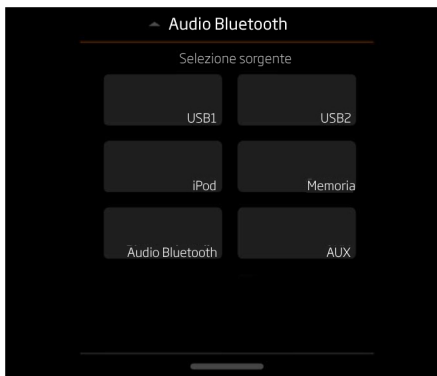 Audio Bluetooth
Selezione sorgente
USB1
USB2
iPod
Memoria
Audio Bluetooth
AUX